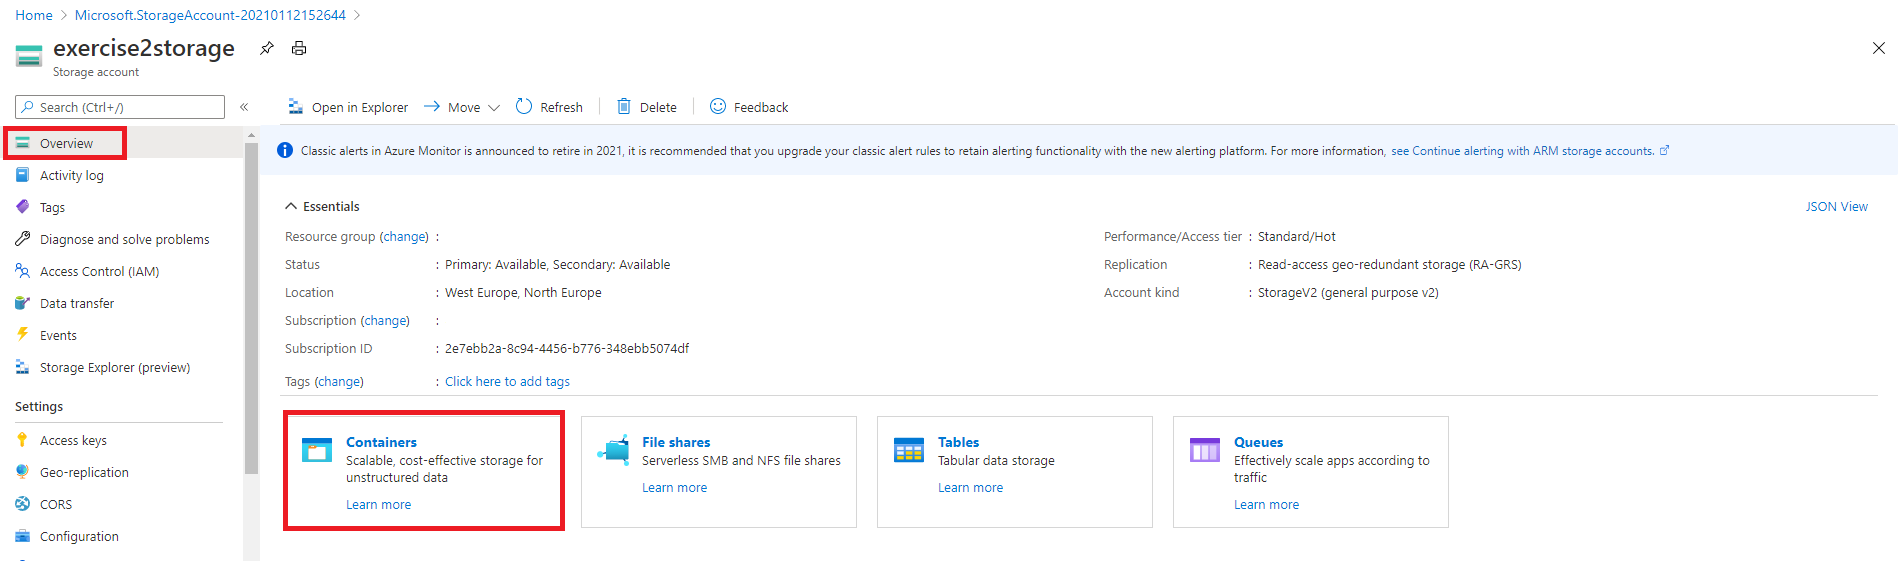 Home > Microsoft.StorageAccount-20210112152644 >
exercise2storage
Storage account
Search (Ctrl+/)
«
Overview
Activity log
Tags
Diagnose and solve problems
Access Control (IAM)
Data transfer
Events
Storage Explorer (preview)
Settings
Access keys
Geo-replication
CORS
Configuration
Open in Explorer Move Refresh Delete Feedback
Classic alerts in Azure Monitor is announced to retire in 2021, it is recommended that you upgrade your classic alert rules to retain alerting functionality with the new alerting platform. For more information, see Continue alerting with ARM storage accounts.
Essentials JSON View
Resource group (change) :
Status : Primary: Available, Secondary: Available
Location : West Europe, North Europe
Subscription (change) :
Subscription ID : 2e7ebb2a-8c94-4456-b776-348ebb5074df
Tags (change) : Click here to add tags
Performance/Access tier : Standard/Hot
Replication : Read-access geo-redundant storage (RA-GRS)
Account kind : StorageV2 (general purpose v2)
Containers
Scalable, cost-effective storage for
unstructured data
Learn more
File shares
Serverless SMB and NFS file shares
Learn more
Tables
Tabular data storage
Learn more
Queues
Effectively scale apps according to
traffic
Learn more